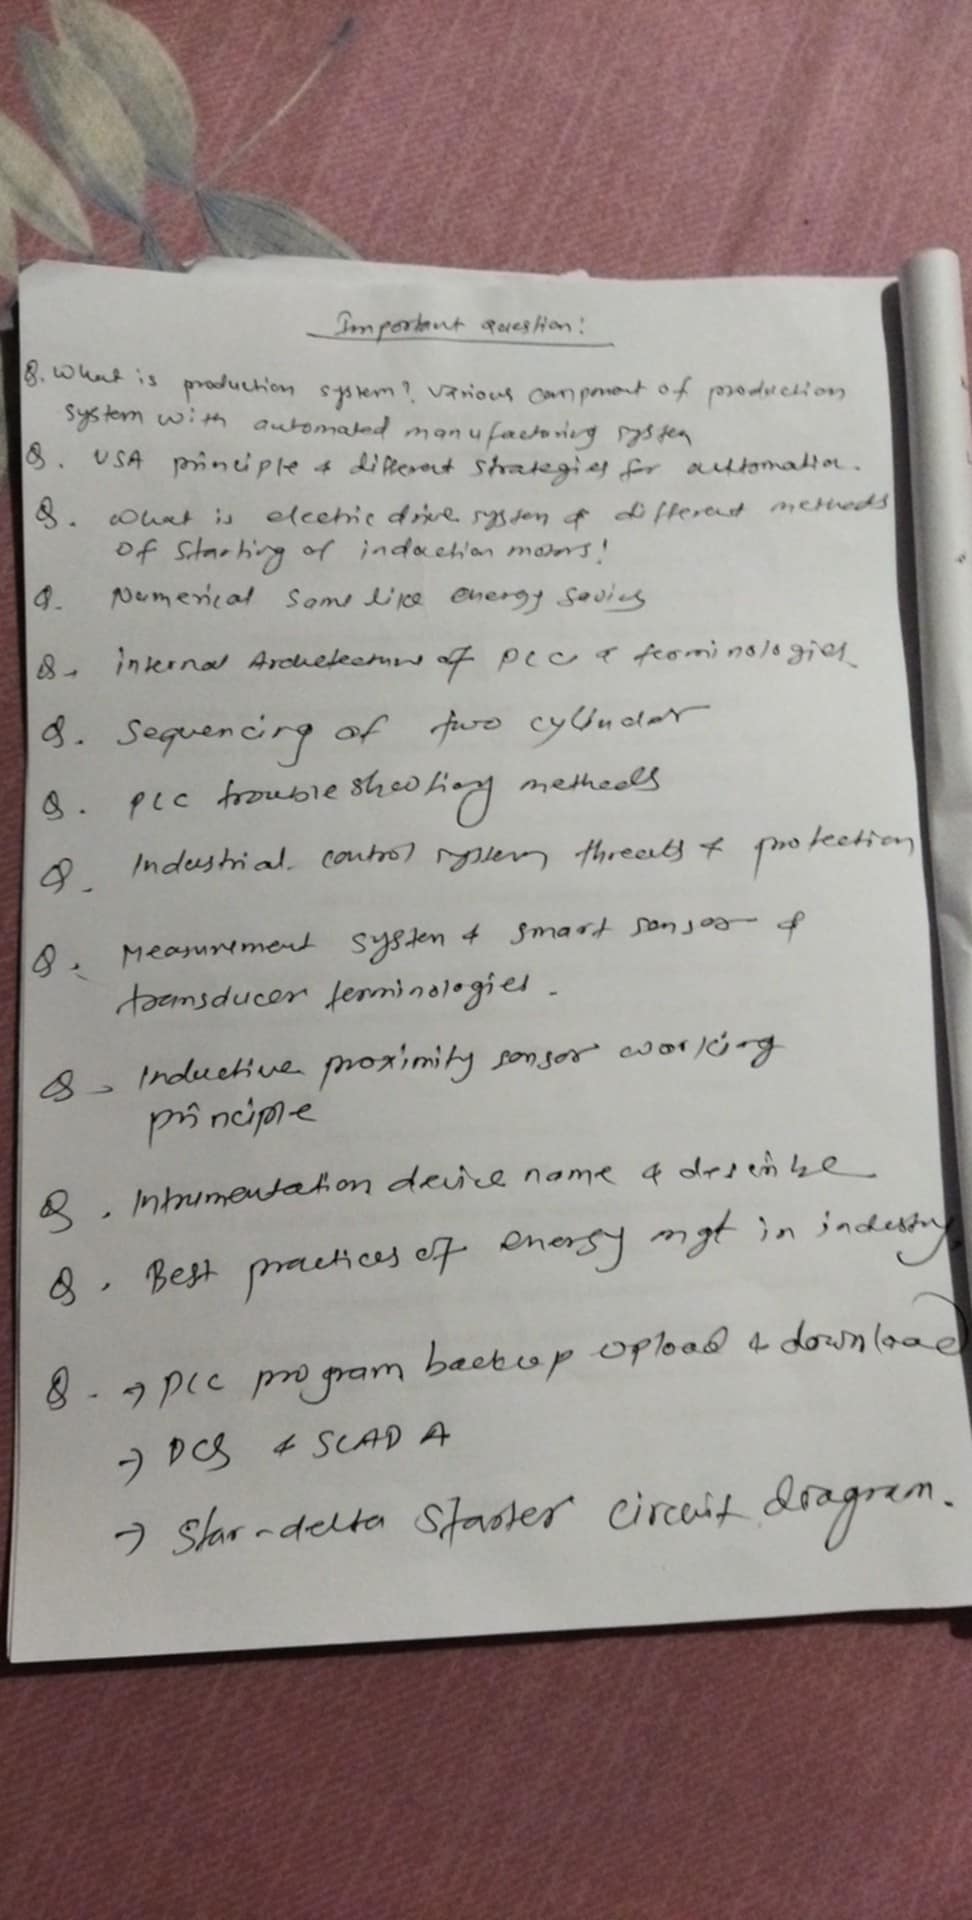 Important question:
Q. What is production system? Various component of production
System with automated manufactoring system
Q. USA principle & different strategies for automation.
Q. What is electric drive system & different methods
Of Starting of induction motors!
Q. Numerical Some like energy Saving
Q. internal Architecture of PLC & terminologies
Q. Sequencing of two cylinder
Q. PLC trouble shooting methods
Q. Industrial control system threats & protection
Q. Measurement system & smart sensor &
transducer terminologies.
Q. Inductive proximity sensor working
principle
Q. Intrumentation device name & describe
Q. Best practices of energy mgt in industry
Q. → PLC program backup upload & download
→ DCS & SCADA
→ Star-delta Starter circuit diagram.